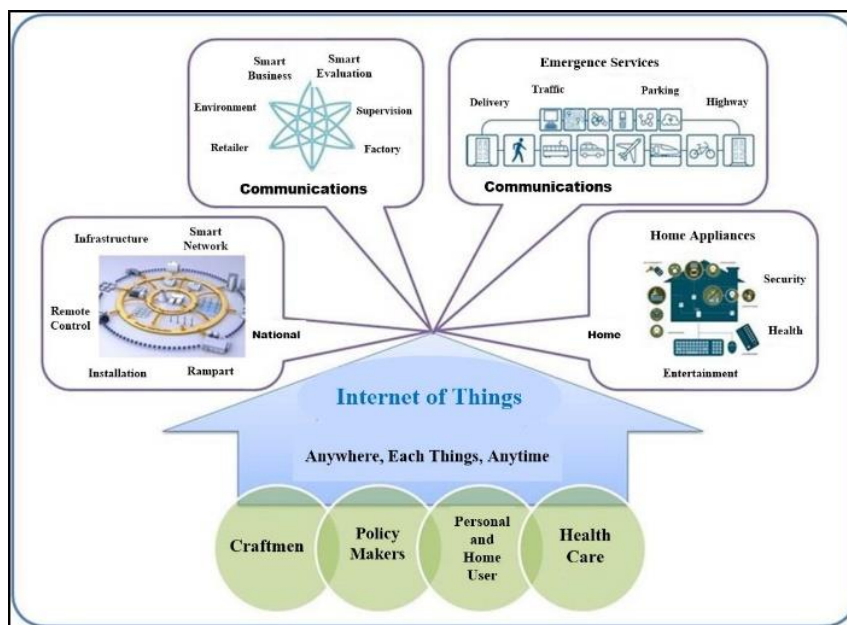 Smart
Business
Smart
Evaluation
Environment
Supervision
Retailer
Factory
Communications
Emergence Services
Delivery
Traffic
Parking
Highway
Communications
Infrastructure
Smart
Network
Remote
Control
National
Installation
Rampart
Home Appliances
Security
Home
Health
Entertainment
Internet of Things
Anywhere, Each Things, Anytime
Craftmen
Policy
Makers
Personal
and
Home
User
Health
Care